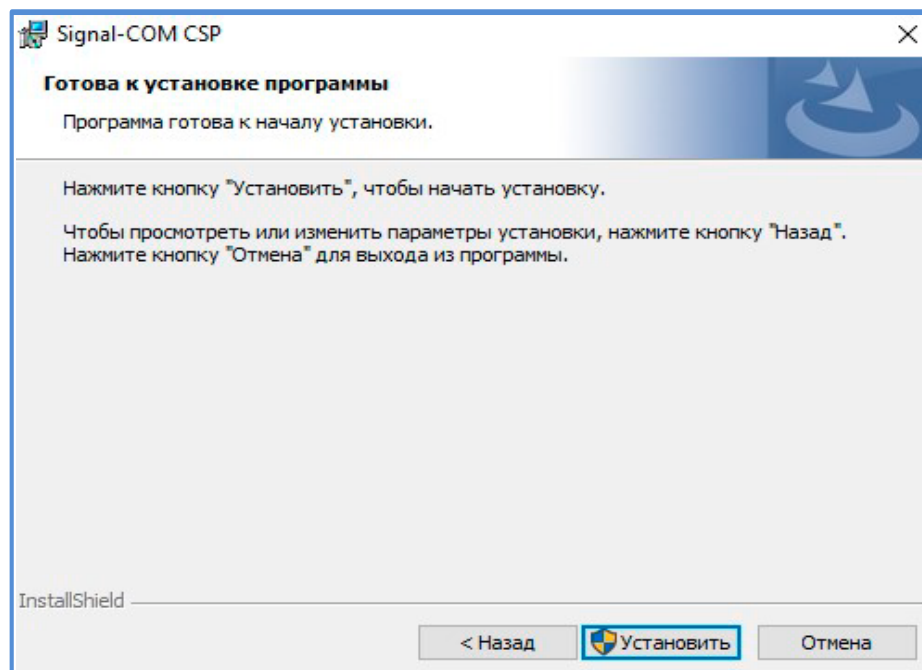 Signal-COM CSP
Готова к установке программы
Программа готова к началу установки.
Нажмите кнопку "Установить", чтобы начать установку.
Чтобы просмотреть или изменить параметры установки, нажмите кнопку "Назад".
Нажмите кнопку "Отмена" для выхода из программы.
InstallShield
< Назад
Установить
Отмена